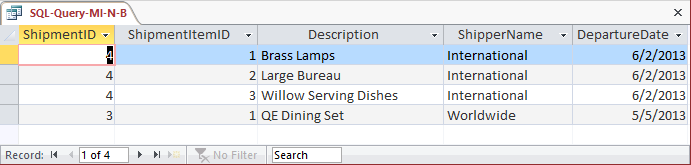 SQL-Query-MI-N-B
ShipmentID ShipmentItemID Description ShipperName DepartureDate
4 1 Brass Lamps International 6/2/2013
4 2 Large Bureau International 6/2/2013
4 3 Willow Serving Dishes International 6/2/2013
3 1 QE Dining Set Worldwide 5/5/2013
Record: 1 of 4 No Filter Search